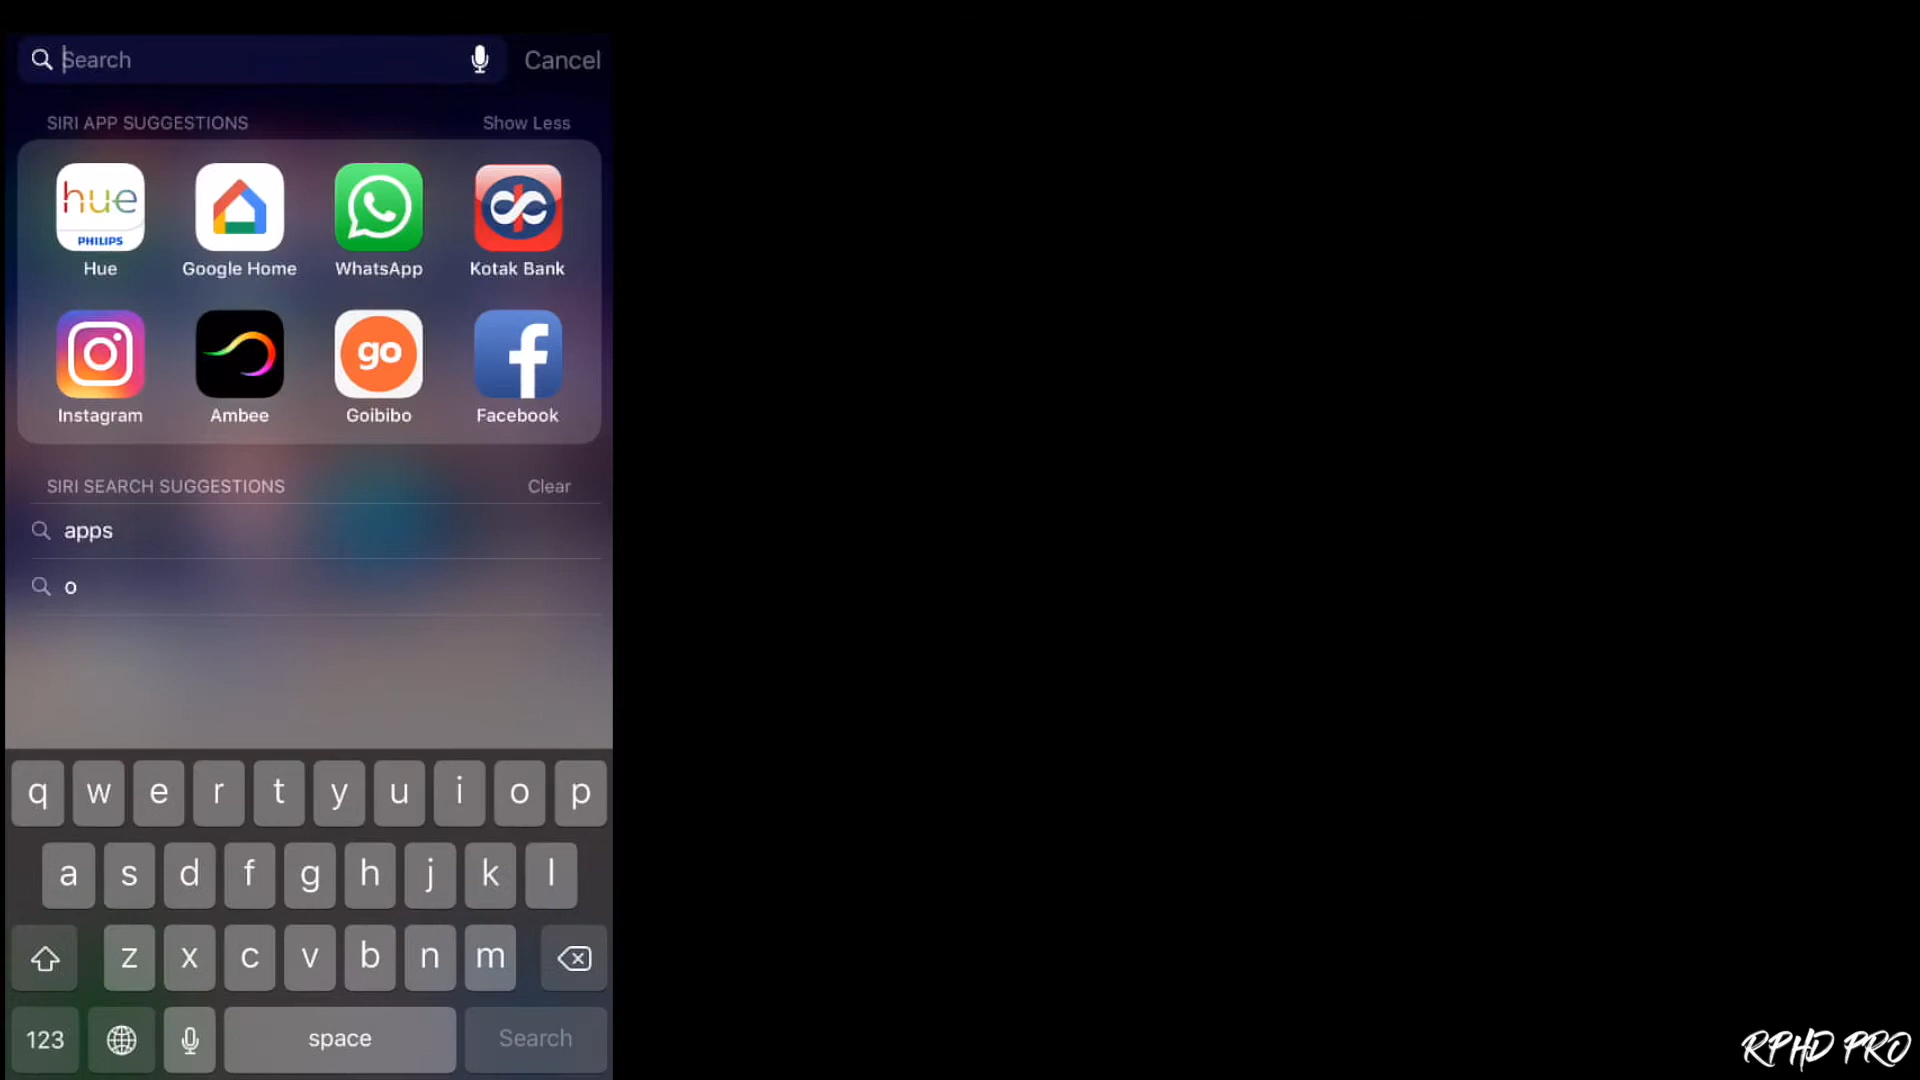 Search
Cancel
SIRI APP SUGGESTIONS
Show Less
hue
PHILIPS
Hue
Google Home
WhatsApp
Kotak Bank
go
f
Instagram
Ambee
Goibibo
Facebook
SIRI SEARCH SUGGESTIONS
Clear
apps
o
q w e r t y u i o p
a s d f g h j k l
z x c v b n m
123
space
Search
RPHD PRO